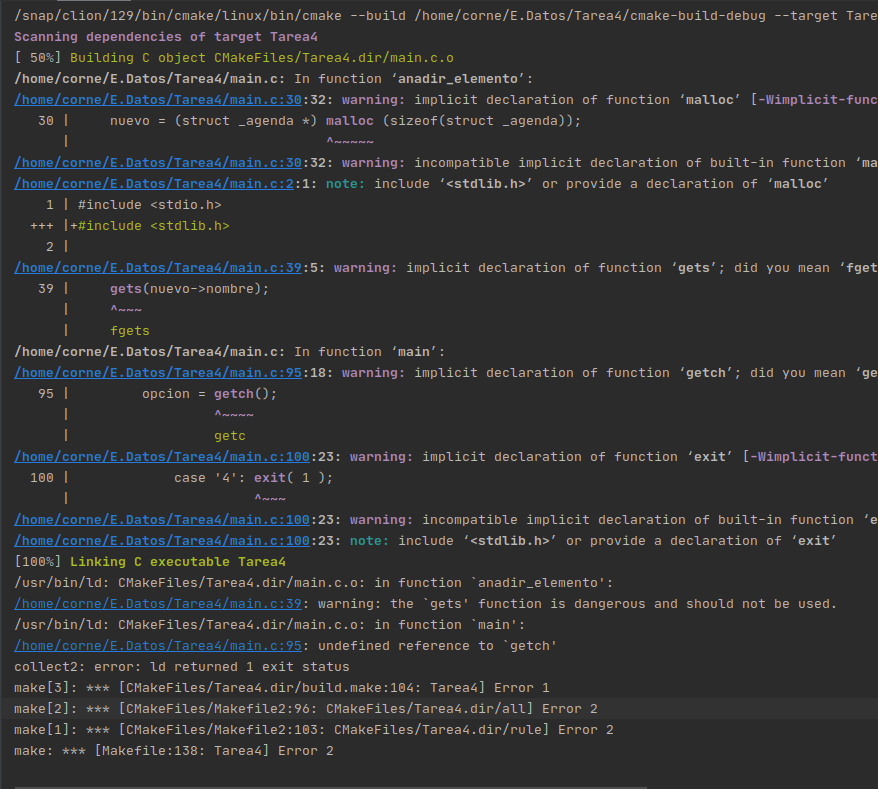 /snap/clion/129/bin/cmake/linux/bin/cmake --build /home/corne/E.Datos/Tarea4/cmake-build-debug --target Tare
Scanning dependencies of target Tarea4
[ 50%] Building C object CMakeFiles/Tarea4.dir/main.c.o
/home/corne/E.Datos/Tarea4/main.c: In function ‘anadir_elemento’:
/home/corne/E.Datos/Tarea4/main.c:30:32: warning: implicit declaration of function ‘malloc’ [-Wimplicit-func
   30 |     nuevo = (struct _agenda *) malloc (sizeof(struct _agenda));
      |                                ^~~~~~
/home/corne/E.Datos/Tarea4/main.c:30:32: warning: incompatible implicit declaration of built-in function ‘ma
/home/corne/E.Datos/Tarea4/main.c:2:1: note: include ‘<stdlib.h>’ or provide a declaration of ‘malloc’
    1 | #include <stdio.h>
  +++ |+#include <stdlib.h>
    2 |
/home/corne/E.Datos/Tarea4/main.c:39:5: warning: implicit declaration of function ‘gets’; did you mean ‘fget
   39 |     gets(nuevo->nombre);
      |     ^~~~
      |     fgets
/home/corne/E.Datos/Tarea4/main.c: In function ‘main’:
/home/corne/E.Datos/Tarea4/main.c:95:18: warning: implicit declaration of function ‘getch’; did you mean ‘ge
   95 |         opcion = getch();
      |                  ^~~~~
      |                  getc
/home/corne/E.Datos/Tarea4/main.c:100:23: warning: implicit declaration of function ‘exit’ [-Wimplicit-funct
  100 |             case '4': exit( 1 );
      |                       ^~~~
/home/corne/E.Datos/Tarea4/main.c:100:23: warning: incompatible implicit declaration of built-in function ‘e
/home/corne/E.Datos/Tarea4/main.c:100:23: note: include ‘<stdlib.h>’ or provide a declaration of ‘exit’
[100%] Linking C executable Tarea4
/usr/bin/ld: CMakeFiles/Tarea4.dir/main.c.o: in function `anadir_elemento':
/home/corne/E.Datos/Tarea4/main.c:39: warning: the `gets' function is dangerous and should not be used.
/usr/bin/ld: CMakeFiles/Tarea4.dir/main.c.o: in function `main':
/home/corne/E.Datos/Tarea4/main.c:95: undefined reference to `getch'
collect2: error: ld returned 1 exit status
make[3]: *** [CMakeFiles/Tarea4.dir/build.make:104: Tarea4] Error 1
make[2]: *** [CMakeFiles/Makefile2:96: CMakeFiles/Tarea4.dir/all] Error 2
make[1]: *** [CMakeFiles/Makefile2:103: CMakeFiles/Tarea4.dir/rule] Error 2
make: *** [Makefile:138: Tarea4] Error 2